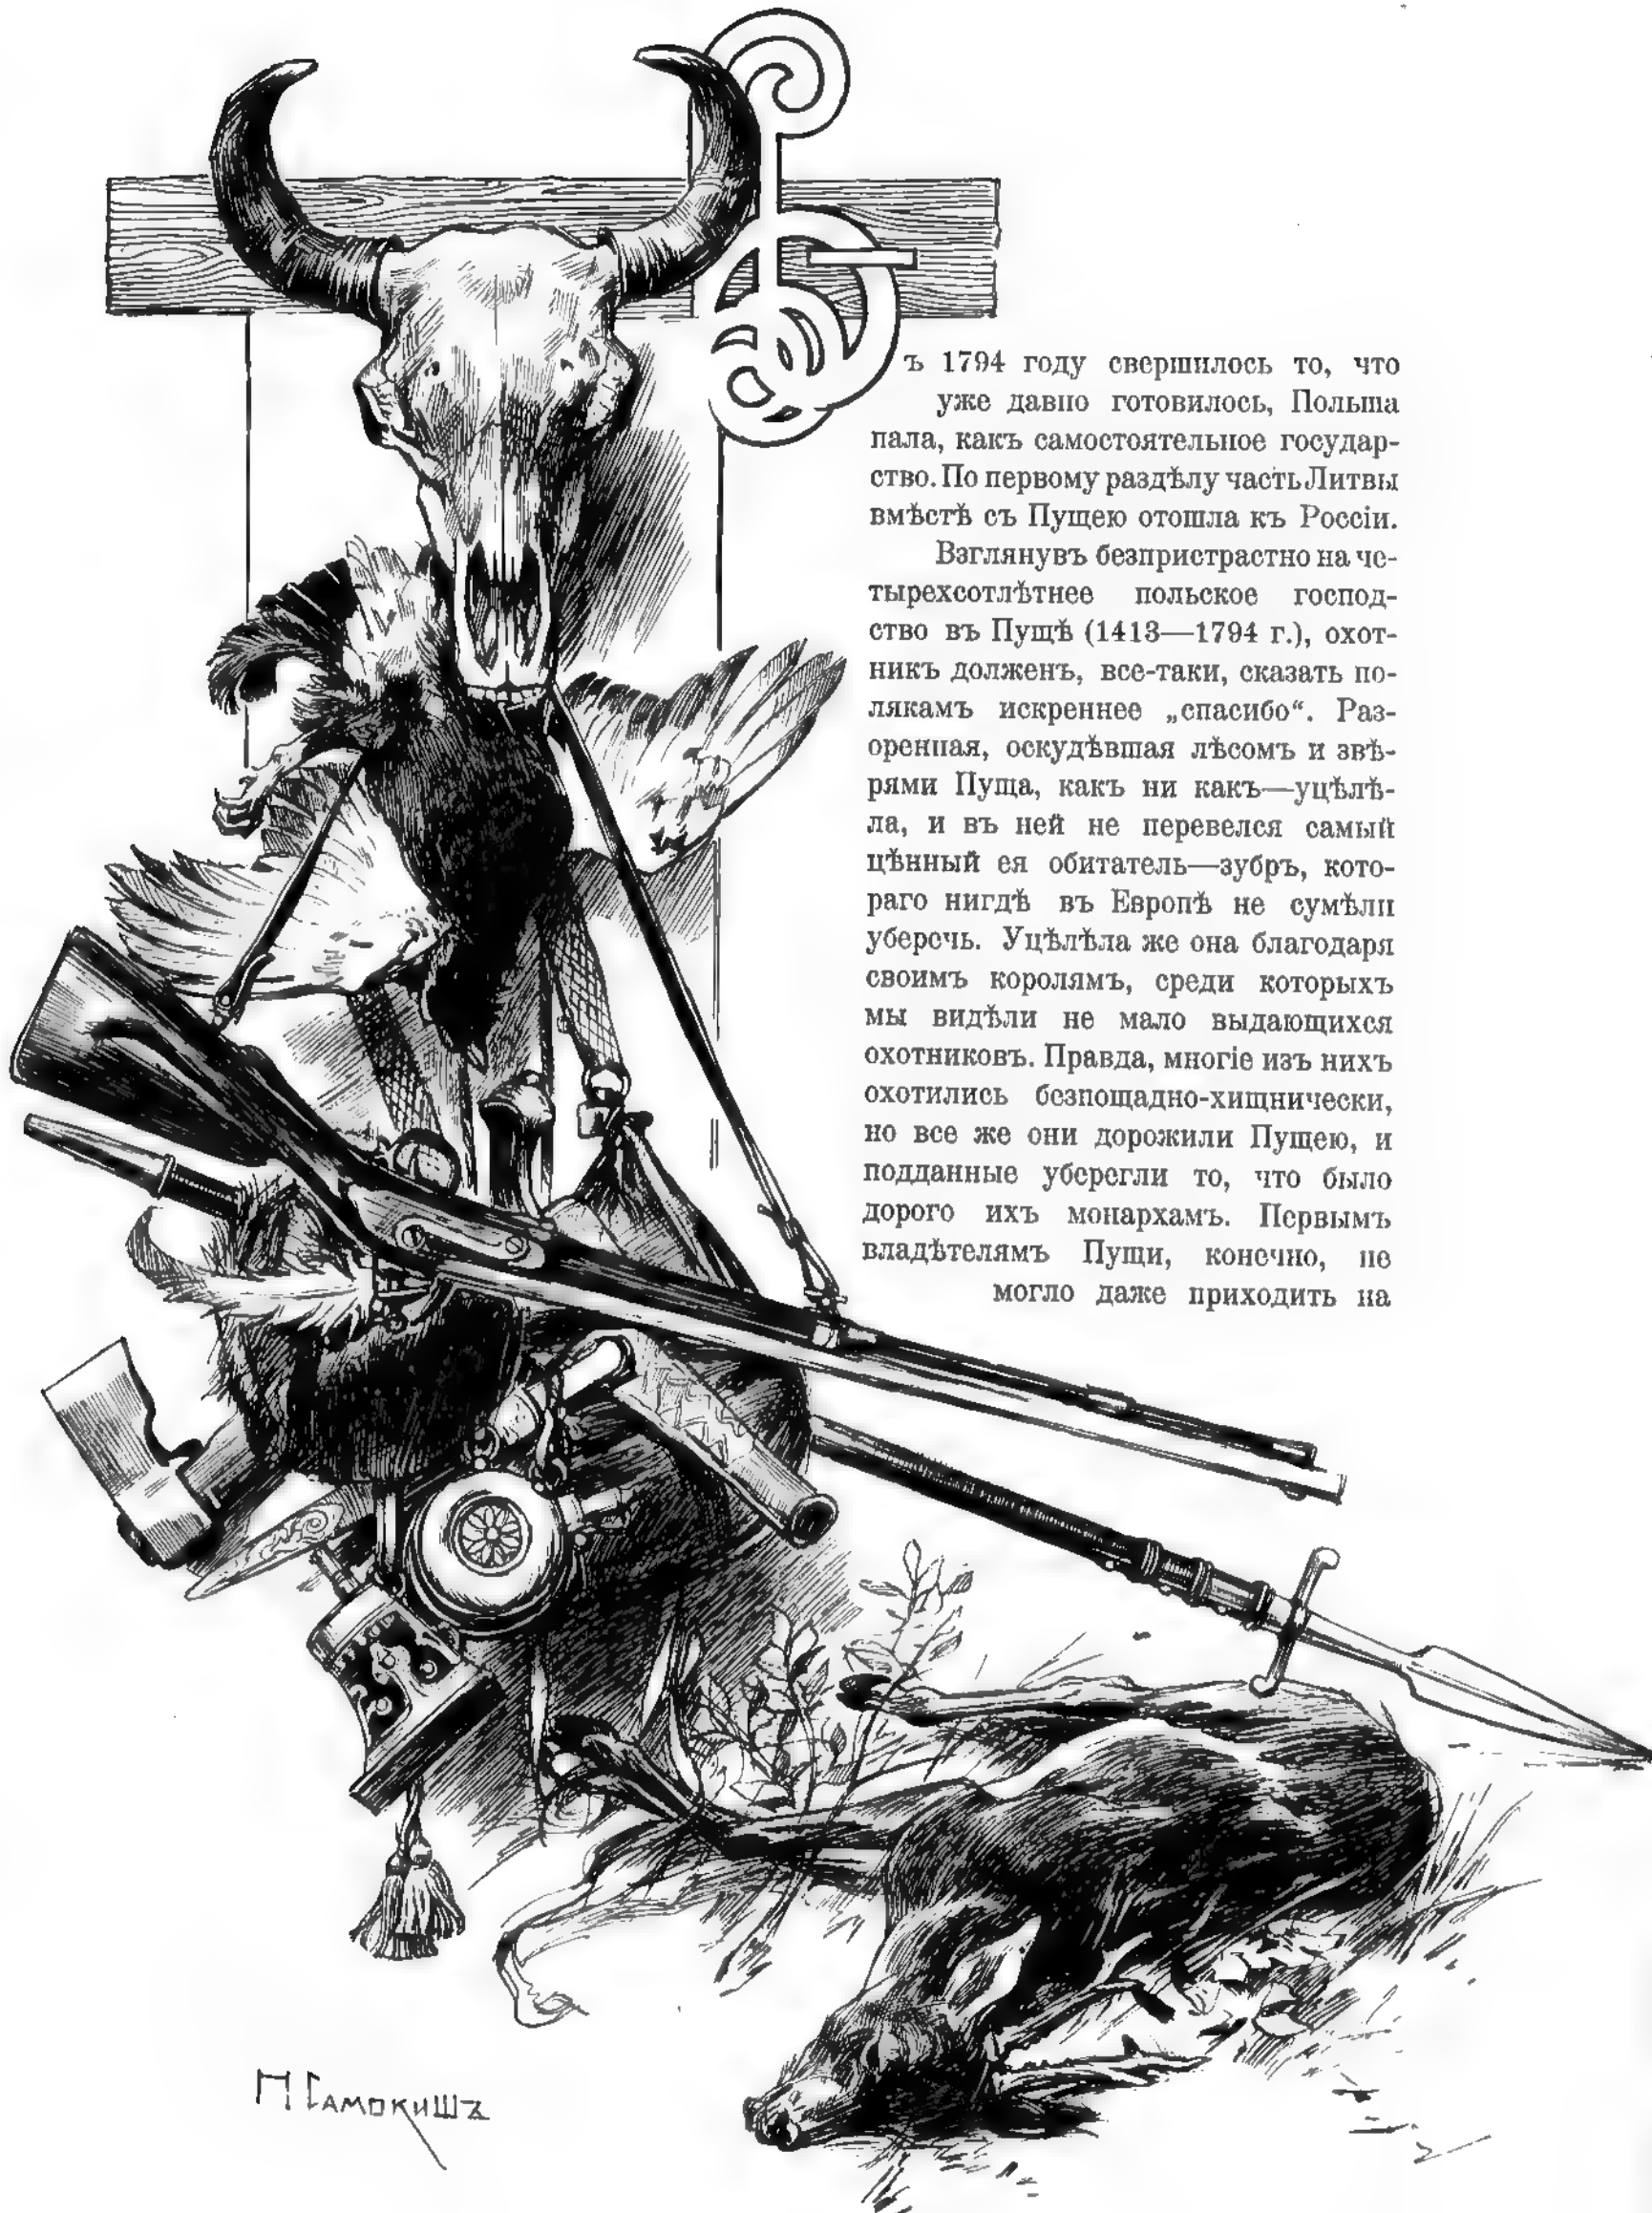 Въ 1794 году свершилось то, что
уже давно готовилось, Польша
пала, какъ самостоятельное государ-
ство. По первому раздѣлу часть Литвы
вмѣстѣ съ Пущею отошла къ Россіи.
Взглянувъ безпристрастно на че-
тырехсотлѣтнее польское господ-
ство въ Пущѣ (1413—1794 г.), охот-
никъ долженъ, все-таки, сказать по-
лякамъ искреннее „спасибо“. Раз-
оренная, оскудѣвшая лѣсомъ и звѣ-
рями Пуща, какъ ни какъ—уцѣлѣ-
ла, и въ ней не перевелся самый
цѣнный ея обитатель—зубръ, кото-
раго нигдѣ въ Европѣ не сумѣли
уберечь. Уцѣлѣла же она благодаря
своимъ королямъ, среди которыхъ
мы видѣли не мало выдающихся
охотниковъ. Правда, многіе изъ нихъ
охотились безпощадно-хищнически,
но все же они дорожили Пущею, и
подданные уберегли то, что было
дорого ихъ монархамъ. Первымъ
владѣтелямъ Пущи, конечно, не
могло даже приходить на
Н Самокишъ